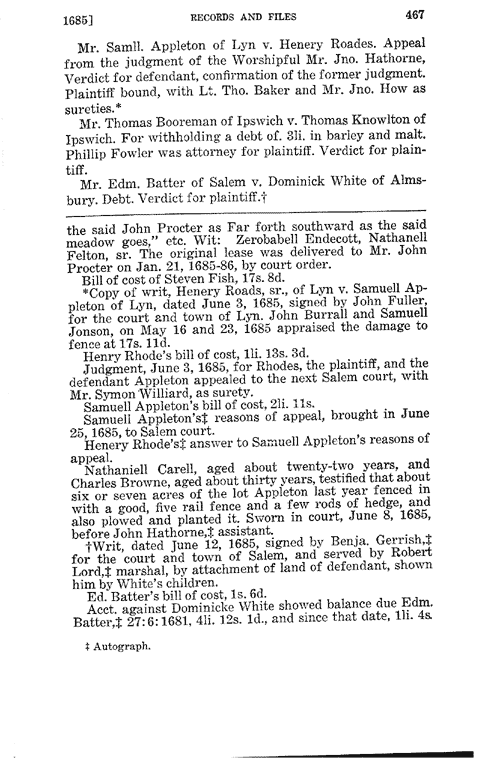 1685] RECORDS AND FILES 467
Mr. Samll. Appleton of Lyn v. Henery Roades. Appeal
from the judgment of the Worshipful Mr. Jno. Hathorne,
Verdict for defendant, confirmation of the former judgment.
Plaintiff bound, with Lt. Tho. Baker and Mr. Jno. How as
sureties.*
Mr. Thomas Booreman of Ipswich v. Thomas Knowlton of
Ipswich. For withholding a debt of. 3li. in barley and malt.
Phillip Fowler was attorney for plaintiff. Verdict for plain-
tiff.
Mr. Edm. Batter of Salem v. Dominick White of Alms-
bury. Debt. Verdict for plaintiff.†
the said John Procter as Far forth southward as the said
meadow goes," etc. Wit: Zerobabell Endecott, Nathanell
Felton, sr. The original lease was delivered to Mr. John
Procter on Jan. 21, 1685-86, by court order.
Bill of cost of Steven Fish, 17s. 8d.
*Copy of writ, Henery Roads, sr., of Lyn v. Samuell Ap-
pleton of Lyn, dated June 3, 1685, signed by John Fuller,
for the court and town of Lyn. John Burrall and Samuell
Jonson, on May 16 and 23, 1685 appraised the damage to
fence at 17s. 11d.
Henry Rhode's bill of cost, 1li. 13s. 3d.
Judgment, June 3, 1685, for Rhodes, the plaintiff, and the
defendant Appleton appealed to the next Salem court, with
Mr. Symon Williard, as surety.
Samuell Appleton's bill of cost, 2li. 11s.
Samuell Appleton's‡ reasons of appeal, brought in June
25, 1685, to Salem court.
Henery Rhode's‡ answer to Samuell Appleton's reasons of
appeal.
Nathaniell Carell, aged about twenty-two years, and
Charles Browne, aged about thirty years, testified that about
six or seven acres of the lot Appleton last year fenced in
with a good, five rail fence and a few rods of hedge, and
also plowed and planted it. Sworn in court, June 8, 1685,
before John Hathorne,‡ assistant.
†Writ, dated June 12, 1685, signed by Benja. Gerrish,‡
for the court and town of Salem, and served by Robert
Lord,‡ marshal, by attachment of land of defendant, shown
him by White's children.
Ed. Batter's bill of cost, 1s. 6d.
Acct. against Dominicke White showed balance due Edm.
Batter,‡ 27:6:1681, 4li. 12s. 1d., and since that date, 1li. 4s.
‡ Autograph.